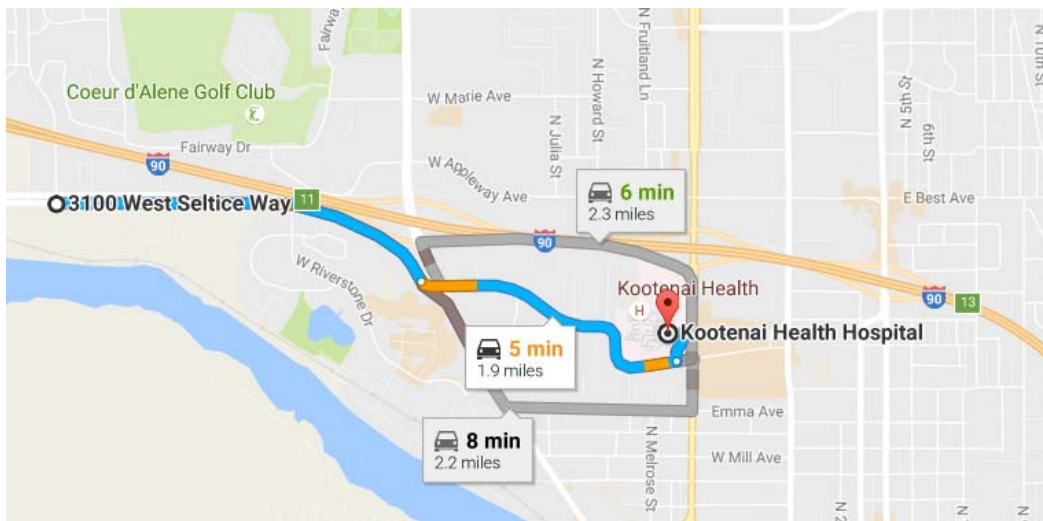 Fairway
N Fruitland Ln
N 10th St
Coeur d'Alene Golf Club
W Marie Ave
N Howard St
N 5th St
6th St
N Julia St
Fairway Dr
90
W Appleway Ave
3100 West Seltice Way
11
6 min
2.3 miles
E Best Ave
90
W Riverstone Dr
Kootenai Health
H
90
13
Kootenai Health Hospital
5 min
1.9 miles
Emma Ave
8 min
2.2 miles
N Melrose St
W Mill Ave
N 2
N
N
N